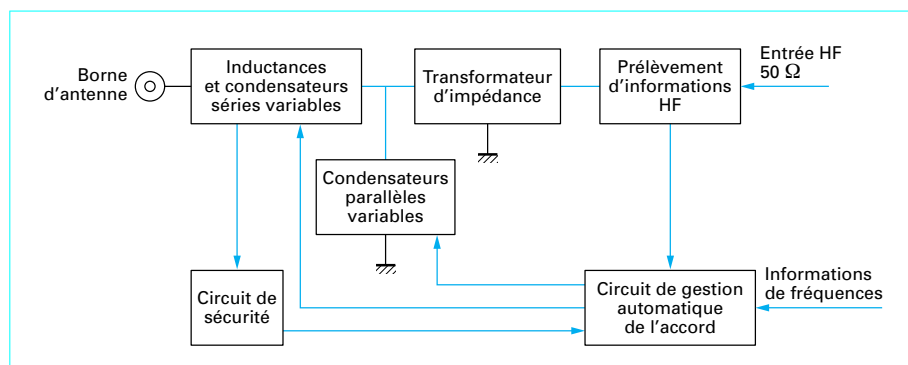 Borne
d'antenne
Inductances
et condensateurs
séries variables
Transformateur
d'impédance
Prélèvement
d'informations
HF
Entrée HF
50 Ω
Condensateurs
parallèles
variables
Circuit de
sécurité
Circuit de gestion
automatique
de l'accord
Informations
de fréquences